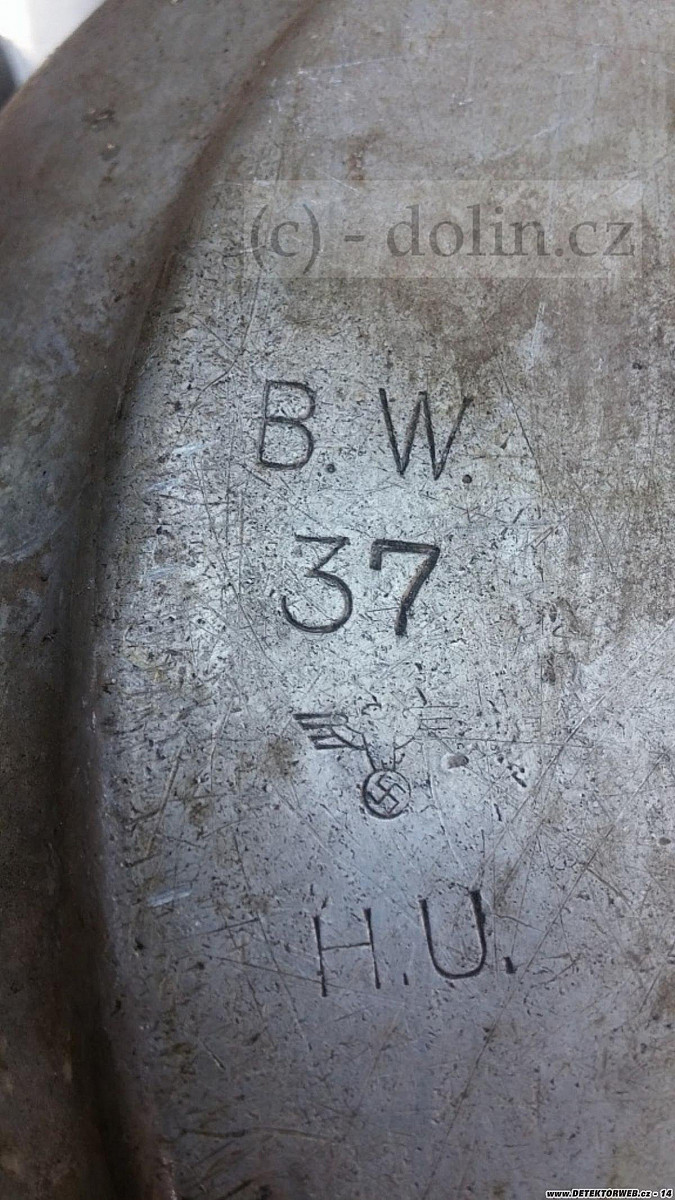 (c) - dolin.cz
B. W.
37
H.U.
www.DETEKTORWEB.cz - 14